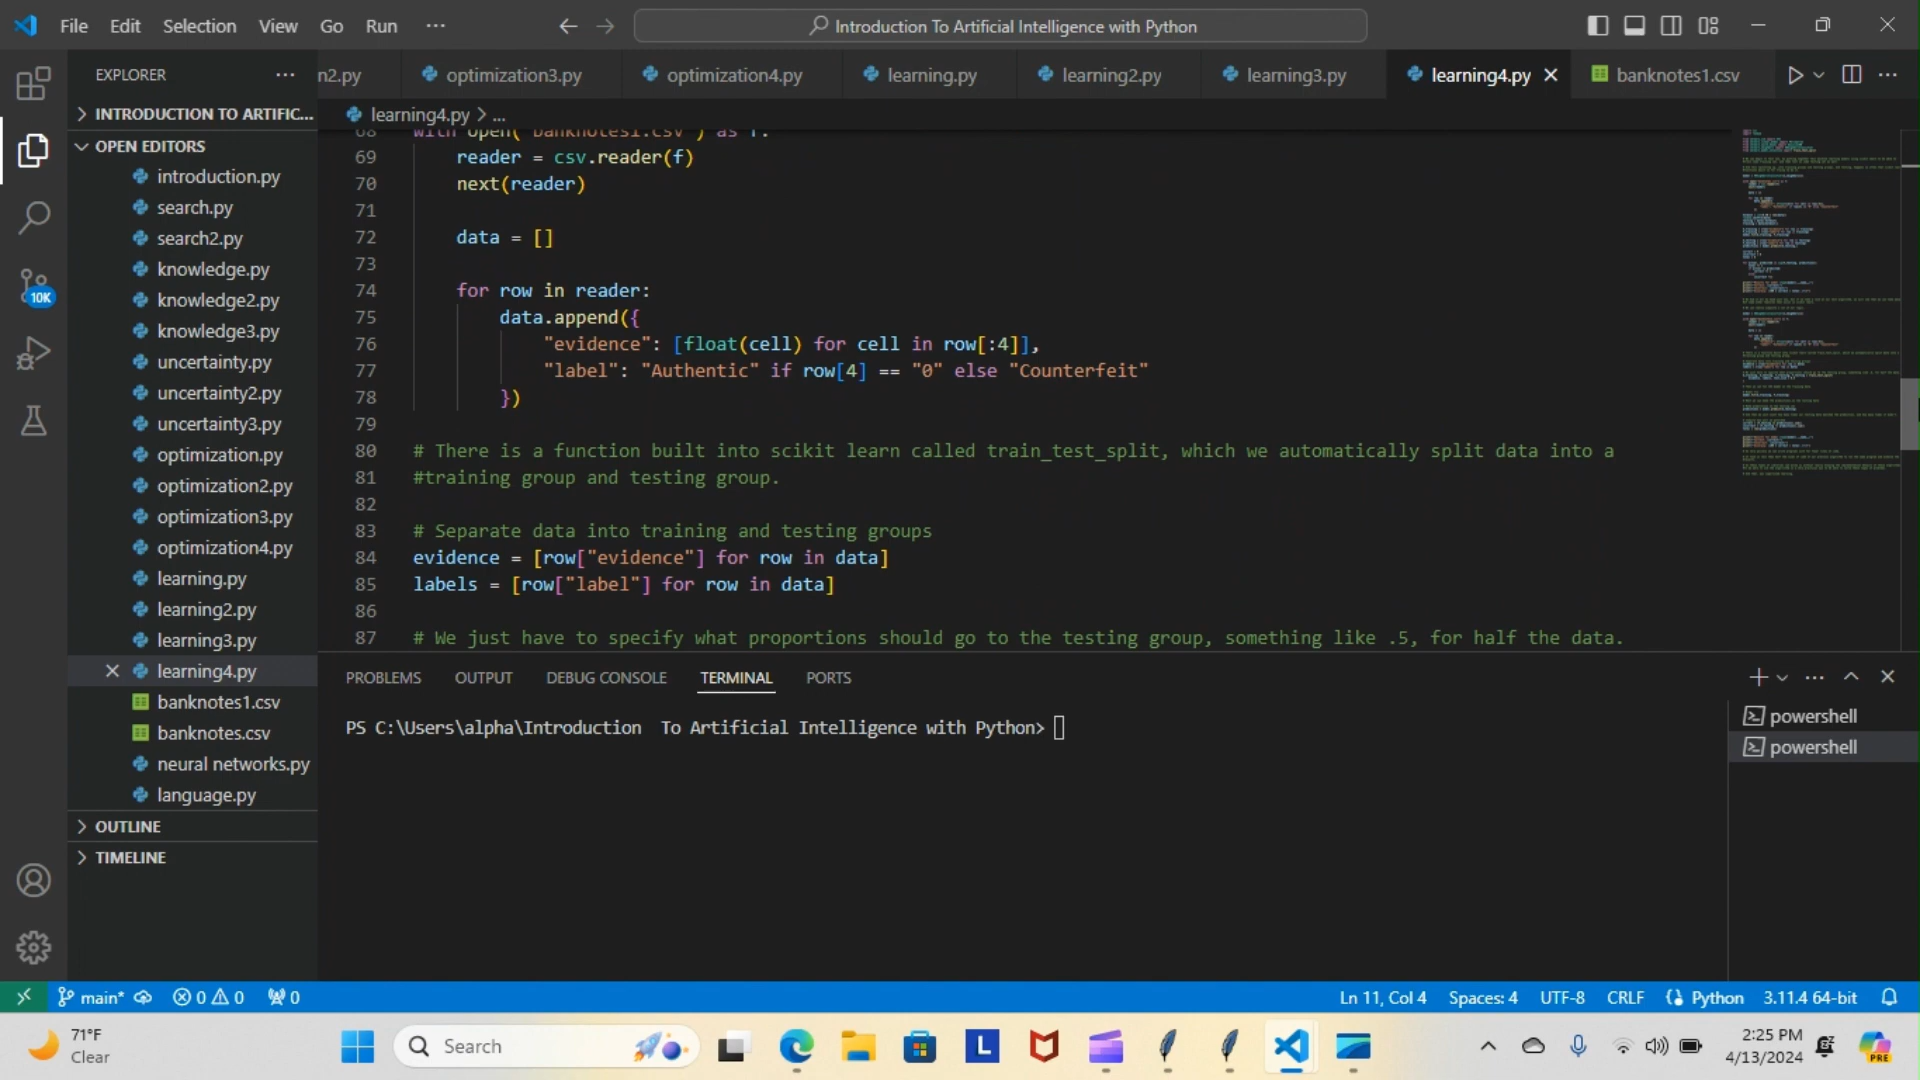 File Edit Selection View Go Run ··· Introduction To Artificial Intelligence with Python
EXPLORER ···
INTRODUCTION TO ARTIFIC...
OPEN EDITORS
introduction.py
search.py
search2.py
knowledge.py
knowledge2.py
knowledge3.py
uncertainty.py
uncertainty2.py
uncertainty3.py
optimization.py
optimization2.py
optimization3.py
optimization4.py
learning.py
learning2.py
learning3.py
learning4.py
banknotes1.csv
banknotes.csv
neural networks.py
language.py
OUTLINE
TIMELINE
10K
n2.py optimization3.py optimization4.py learning.py learning2.py learning3.py learning4.py banknotes1.csv
learning4.py > ...
68 with open("banknotes1.csv") as f:
69 reader = csv.reader(f)
70 next(reader)
71
72 data = []
73
74 for row in reader:
75 data.append({
76 "evidence": [float(cell) for cell in row[:4]],
77 "label": "Authentic" if row[4] == "0" else "Counterfeit"
78 })
79
80 # There is a function built into scikit learn called train_test_split, which we automatically split data into a
81 #training group and testing group.
82
83 # Separate data into training and testing groups
84 evidence = [row["evidence"] for row in data]
85 labels = [row["label"] for row in data]
86
87 # We just have to specify what proportions should go to the testing group, something like .5, for half the data.
PROBLEMS OUTPUT DEBUG CONSOLE TERMINAL PORTS
PS C:\Users\alpha\Introduction  To Artificial Intelligence with Python>
powershell
powershell
main* 0 0 0 Ln 11, Col 4 Spaces: 4 UTF-8 CRLF Python 3.11.4 64-bit
71°F
Clear
Search
L
2:25 PM
4/13/2024
PRE